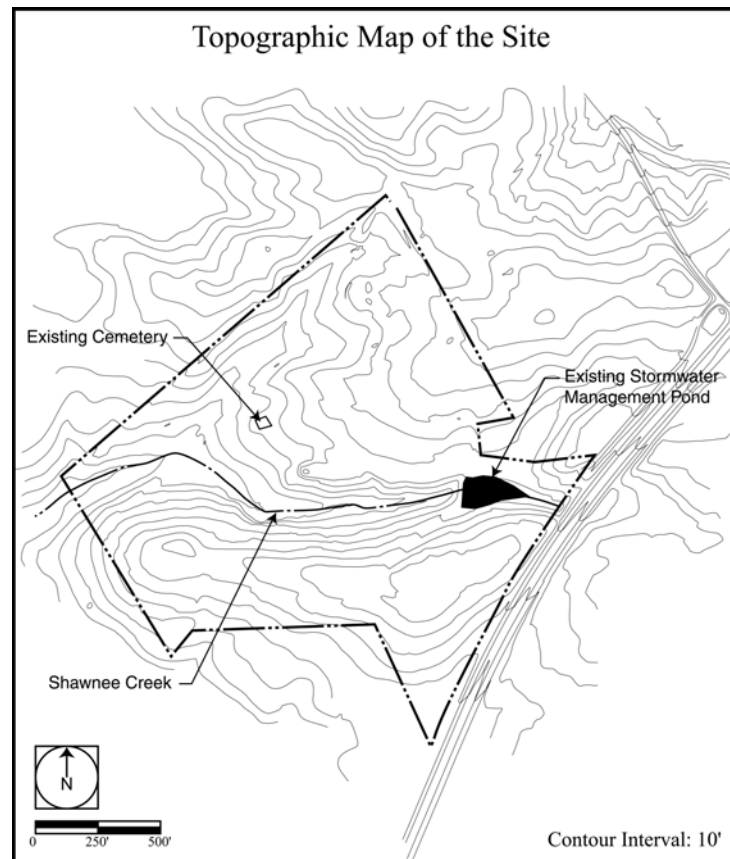 Topographic Map of the Site
Existing Cemetery
Existing Stormwater
Management Pond
Shawnee Creek
N
0 250' 500'
Contour Interval: 10'